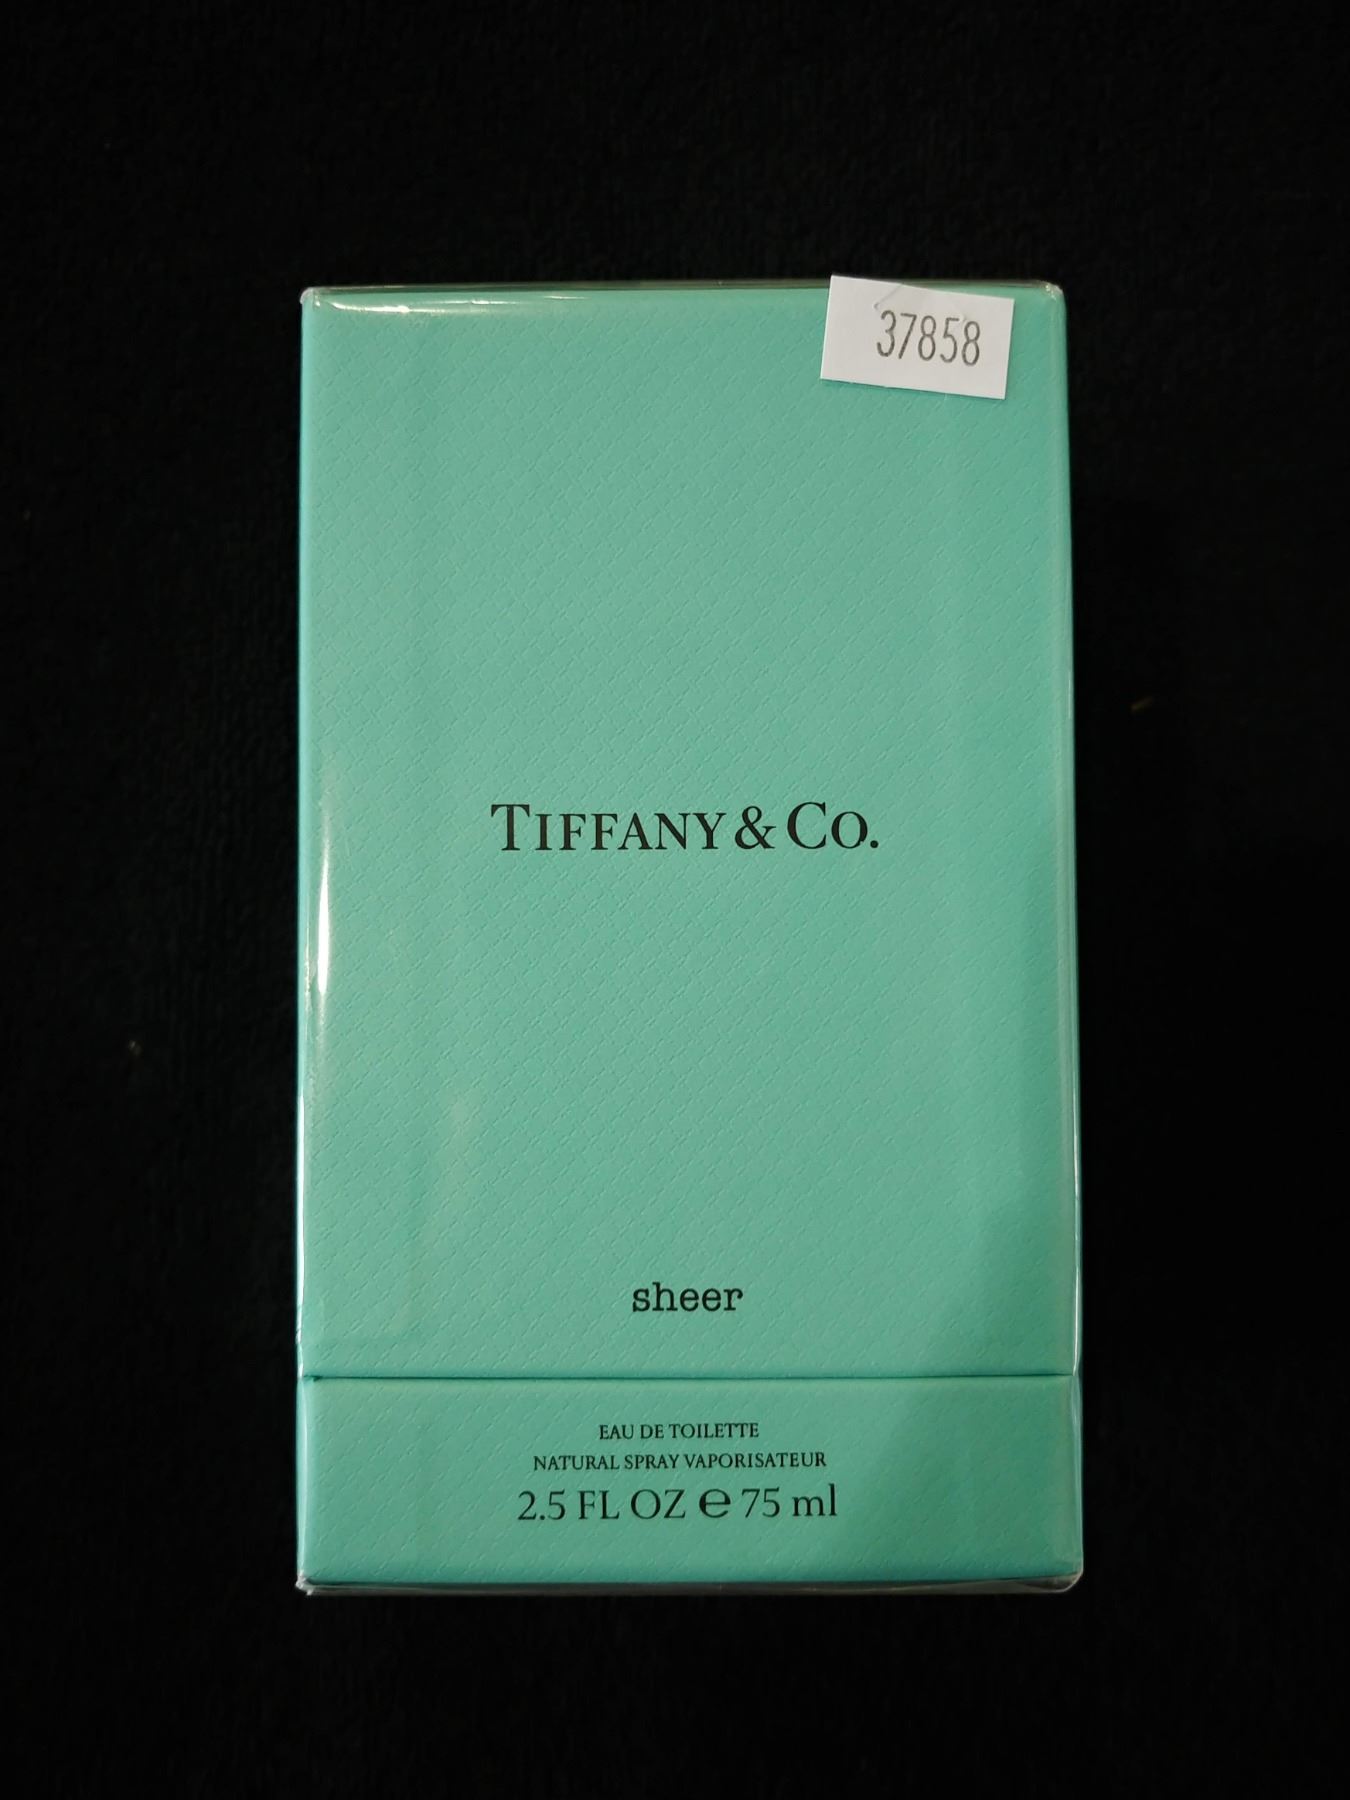 37858
TIFFANY & CO.
sheer
EAU DE TOILETTE
NATURAL SPRAY VAPORISATEUR
2.5 FL OZ ℮ 75 ml